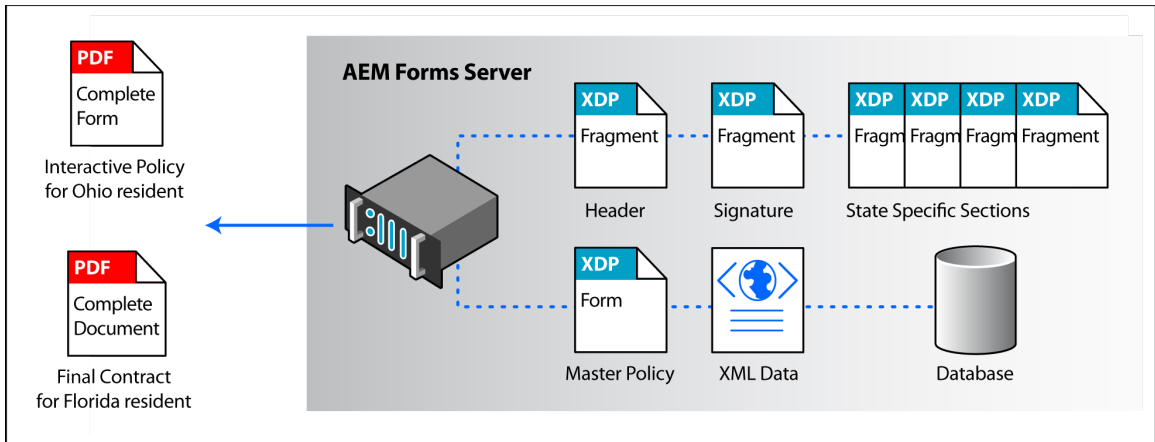 PDF
Complete
Form
Interactive Policy
for Ohio resident
PDF
Complete
Document
Final Contract
for Florida resident
AEM Forms Server
XDP
Fragment
Header
XDP
Fragment
Signature
XDP XDP XDP XDP
Fragm Fragm Fragm Fragment
State Specific Sections
XDP
Form
Master Policy
XML Data
Database